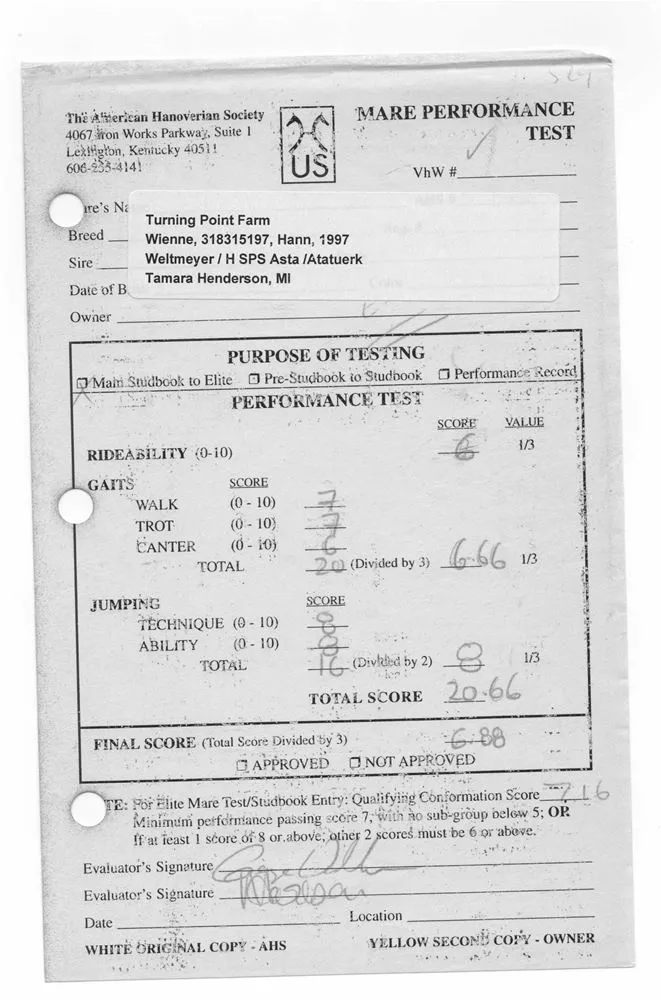 The American Hanoverian Society
4067 Iron Works Parkway, Suite 1
Lexington, Kentucky 40511
606-255-4141
US
MARE PERFORMANCE
TEST
VhW #
Turning Point Farm
Wienne, 318315197, Hann, 1997
Weltmeyer / H SPS Asta /Atatuerk
Tamara Henderson, MI
Breed
Sire
Date of B
Owner
PURPOSE OF TESTING
Main Studbook to Elite Pre-Studbook to Studbook Performance Record
PERFORMANCE TEST
SCORE VALUE
RIDEABILITY (0-10) 6 1/3
GAITS SCORE
WALK (0 - 10) 7
TROT (0 - 10) 7
CANTER (0 - 10) 6
TOTAL 20 (Divided by 3) 6.66 1/3
JUMPING SCORE
TECHNIQUE (0 - 10) 8
ABILITY (0 - 10) 8
TOTAL 16 (Divided by 2) 8 1/3
TOTAL SCORE 20.66
FINAL SCORE (Total Score Divided by 3) 6.88
APPROVED NOT APPROVED
TE: For Elite Mare Test/Studbook Entry: Qualifying Conformation Score 7.16
Minimum performance passing score 7, with no sub-group below 5; OR
If at least 1 score of 8 or above, other 2 scores must be 6 or above.
Evaluator's Signature
Evaluator's Signature
Date Location
WHITE ORIGINAL COPY - AHS YELLOW SECOND COPY - OWNER